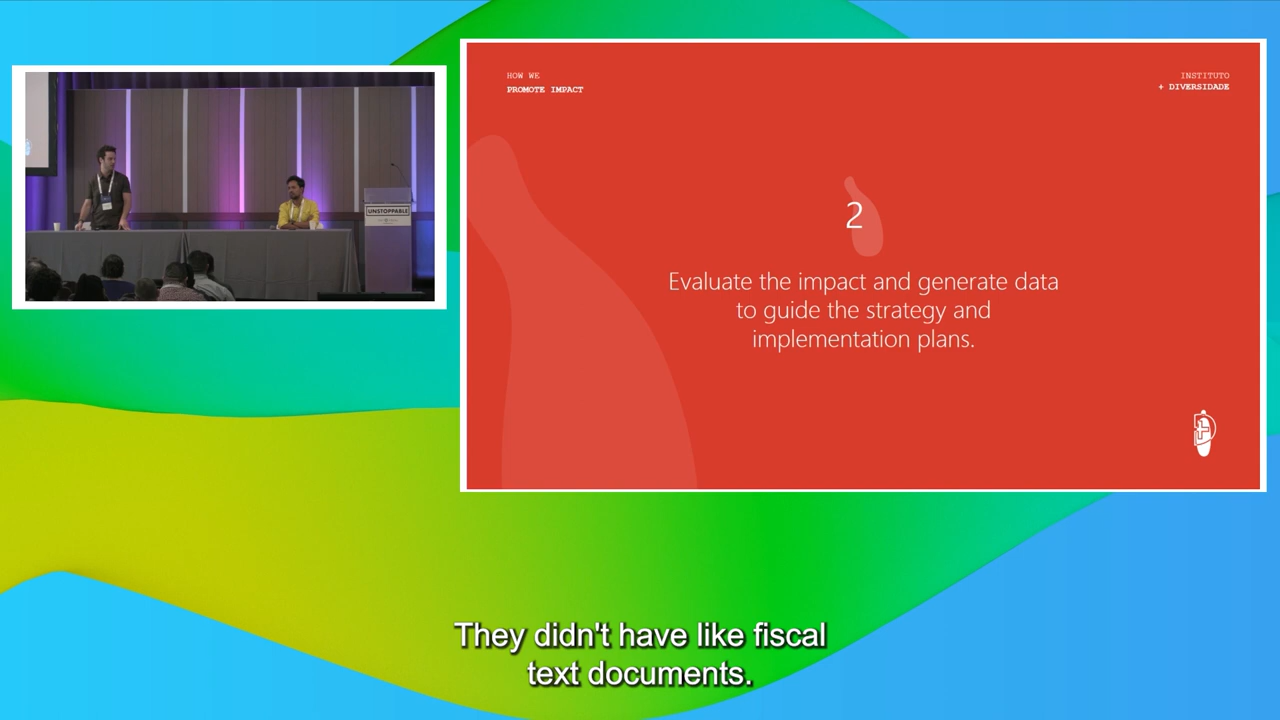 HOW WE
PROMOTE IMPACT
INSTITUTO
+ DIVERSIDADE
2
Evaluate the impact and generate data
to guide the strategy and
implementation plans.
UNSTOPPABLE
They didn't have like fiscal
text documents.